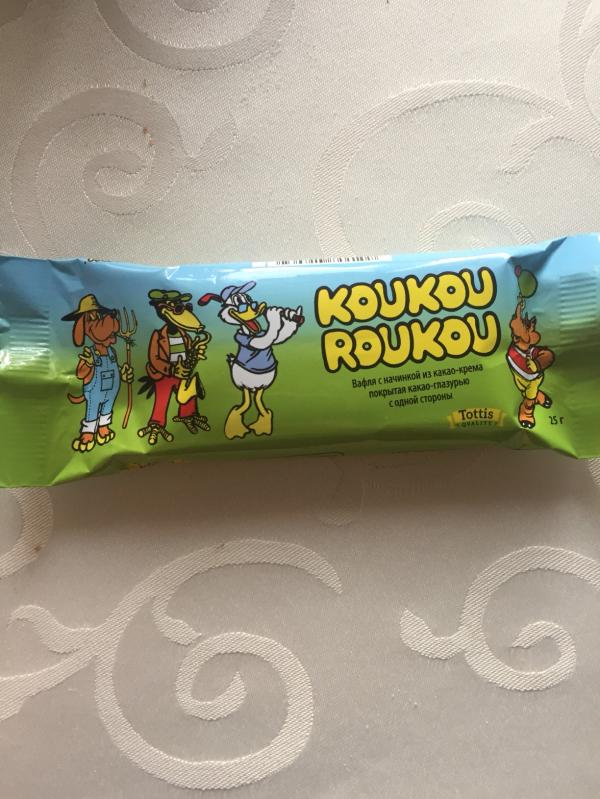 KOUKOU
ROUKOU
Вафля с начинкой из какао-крема
покрытая какао-глазурью
с одной стороны
Tottis
QUALITY
25 г